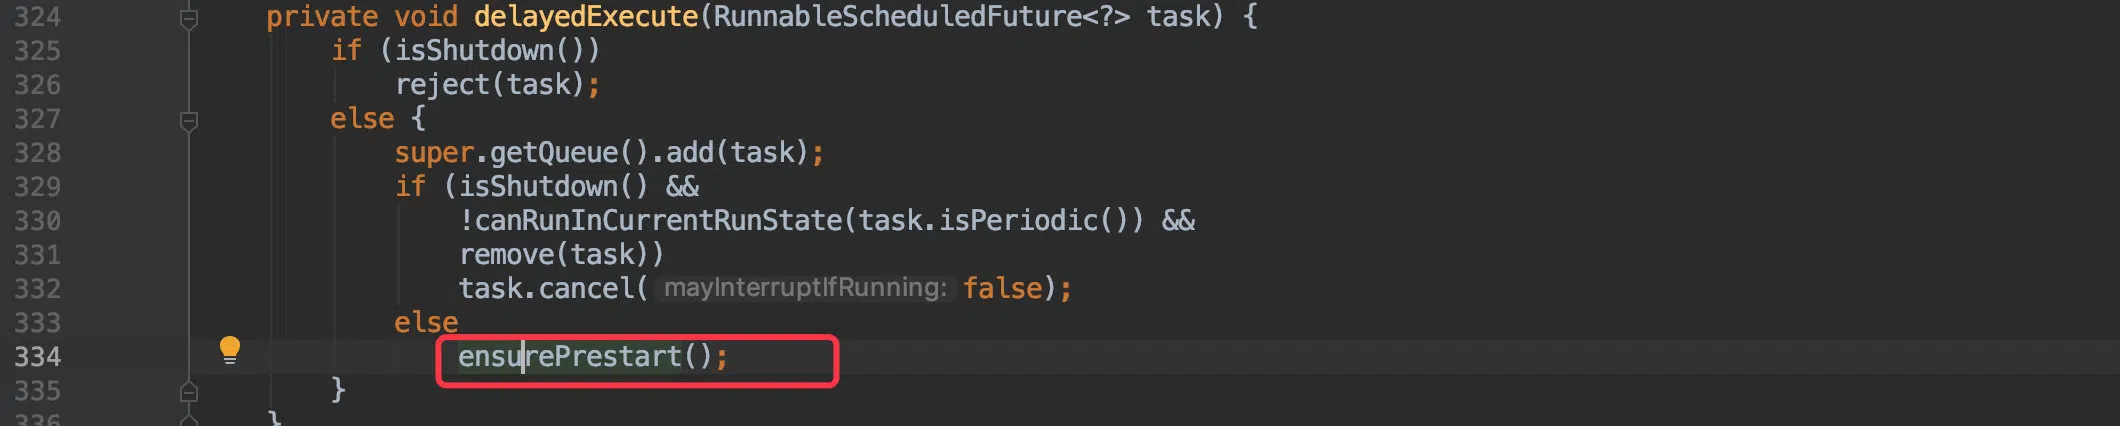 324 private void delayedExecute(RunnableScheduledFuture<?> task) {
325 if (isShutdown())
326 reject(task);
327 else {
328 super.getQueue().add(task);
329 if (isShutdown() &&
330 !canRunInCurrentRunState(task.isPeriodic()) &&
331 remove(task))
332 task.cancel( mayInterruptIfRunning: false);
333 else
334 ensurePrestart();
335 }
336 }